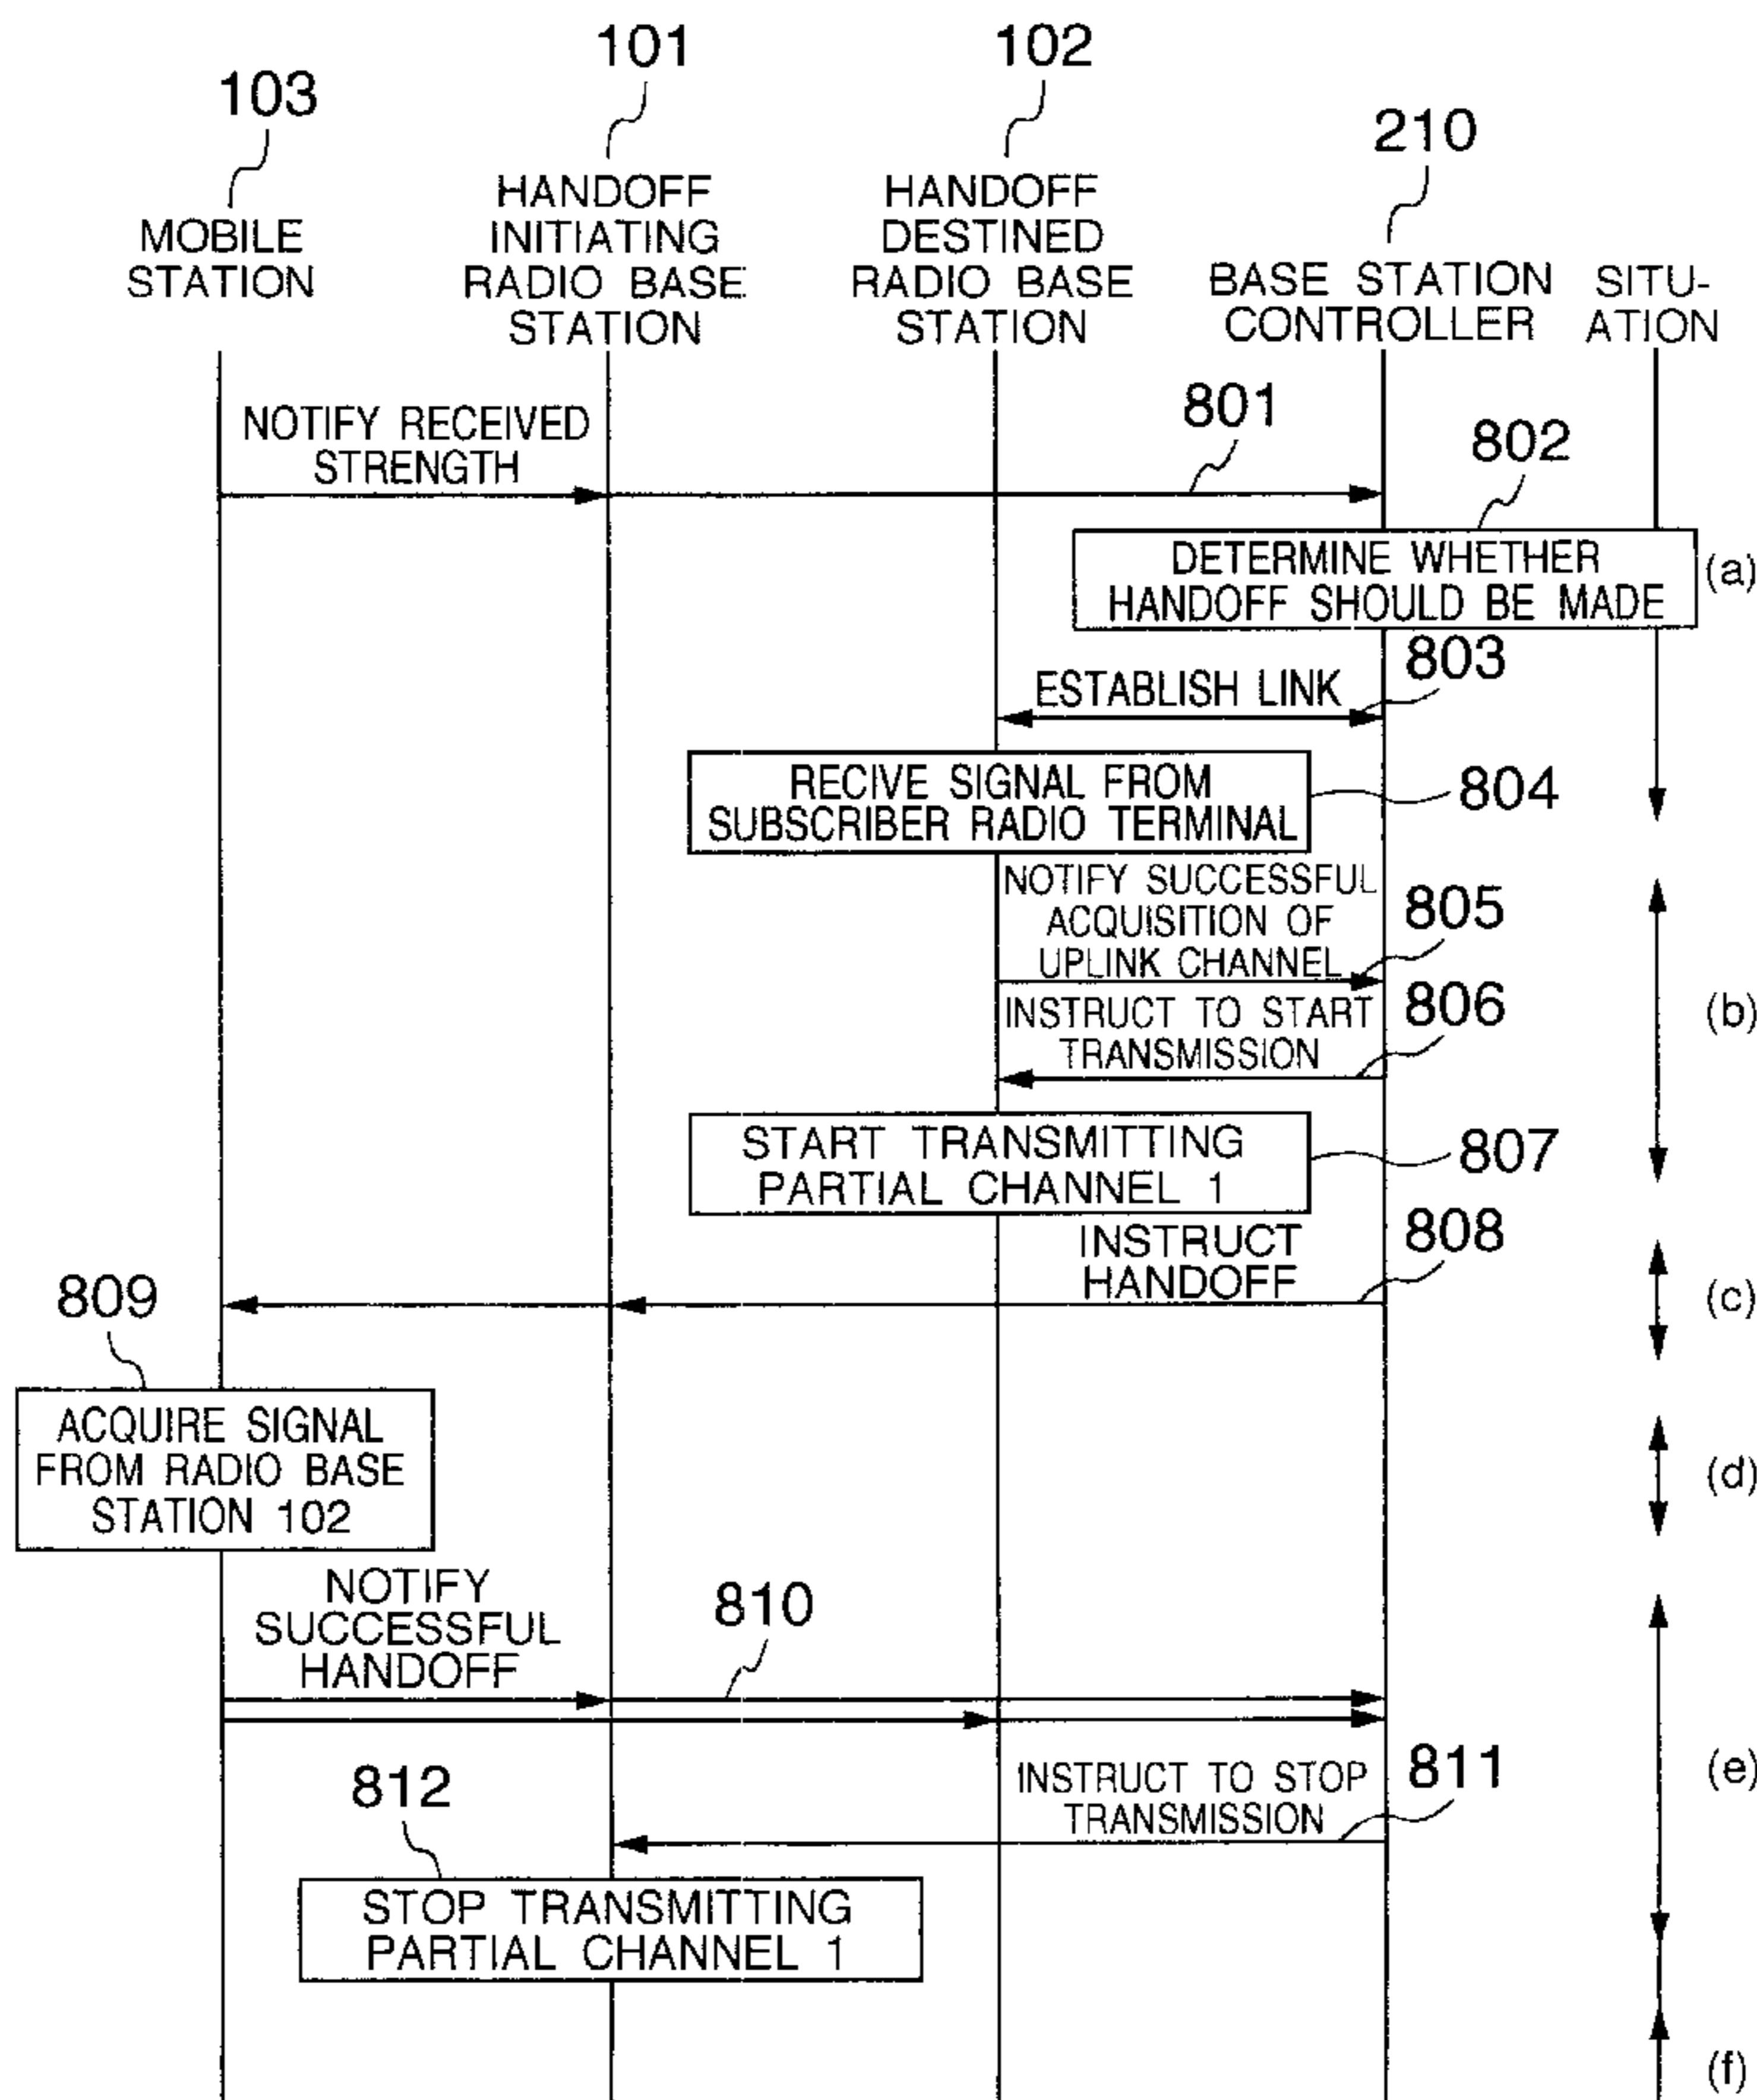 101
102
103
210
MOBILE
STATION
HANDOFF
INITIATING
RADIO BASE
STATION
HANDOFF
DESTINED
RADIO BASE
STATION
BASE STATION
CONTROLLER
SITU-
ATION
NOTIFY RECEIVED
STRENGTH
801
802
DETERMINE WHETHER
HANDOFF SHOULD BE MADE
(a)
803
ESTABLISH LINK
RECIVE SIGNAL FROM
SUBSCRIBER RADIO TERMINAL
804
NOTIFY SUCCESSFUL
ACQUISITION OF
UPLINK CHANNEL
805
INSTRUCT TO START
TRANSMISSION
806
(b)
START TRANSMITTING
PARTIAL CHANNEL 1
807
INSTRUCT
HANDOFF
808
(c)
809
ACQUIRE SIGNAL
FROM RADIO BASE
STATION 102
(d)
NOTIFY
SUCCESSFUL
HANDOFF
810
INSTRUCT TO STOP
TRANSMISSION
811
(e)
812
STOP TRANSMITTING
PARTIAL CHANNEL 1
(f)